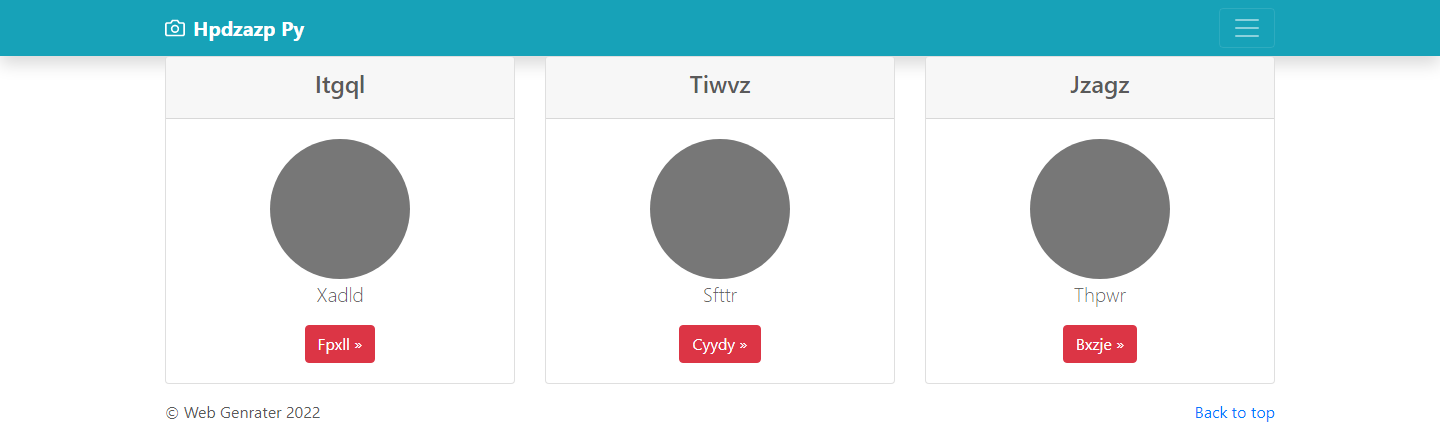 Hpdzazp Py
Itgql
Tiwvz
Jzagz
Xadld
Sfttr
Thpwr
Fpxll »
Cyydy »
Bxzje »
© Web Genrater 2022
Back to top